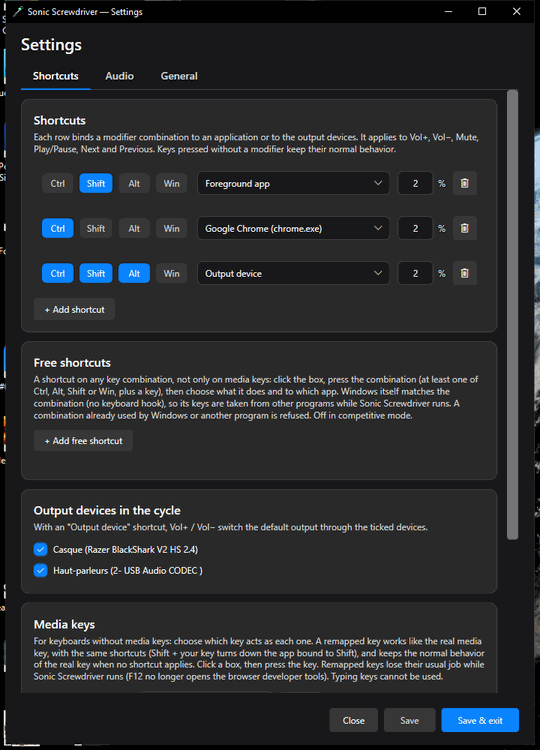 Sonic Screwdriver — Settings
Settings
Shortcuts Audio General
Shortcuts
Each row binds a modifier combination to an application or to the output devices. It applies to Vol+, Vol−, Mute,
Play/Pause, Next and Previous. Keys pressed without a modifier keep their normal behavior.
Ctrl Shift Alt Win Foreground app 2 %
Ctrl Shift Alt Win Google Chrome (chrome.exe) 2 %
Ctrl Shift Alt Win Output device 2 %
+ Add shortcut
Free shortcuts
A shortcut on any key combination, not only on media keys: click the box, press the combination (at least one of
Ctrl, Alt, Shift or Win, plus a key), then choose what it does and to which app. Windows itself matches the
combination (no keyboard hook), so its keys are taken from other programs while Sonic Screwdriver runs. A
combination already used by Windows or another program is refused. Off in competitive mode.
+ Add free shortcut
Output devices in the cycle
With an "Output device" shortcut, Vol+ / Vol− switch the default output through the ticked devices.
Casque (Razer BlackShark V2 HS 2.4)
Haut-parleurs (2- USB Audio CODEC )
Media keys
For keyboards without media keys: choose which key acts as each one. A remapped key works like the real media
key, with the same shortcuts (Shift + your key turns down the app bound to Shift), and keeps the normal behavior
of the real key when no shortcut applies. Click a box, then press the key. Remapped keys lose their usual job while
Sonic Screwdriver runs (F12 no longer opens the browser developer tools). Typing keys cannot be used.
Close Save Save & exit